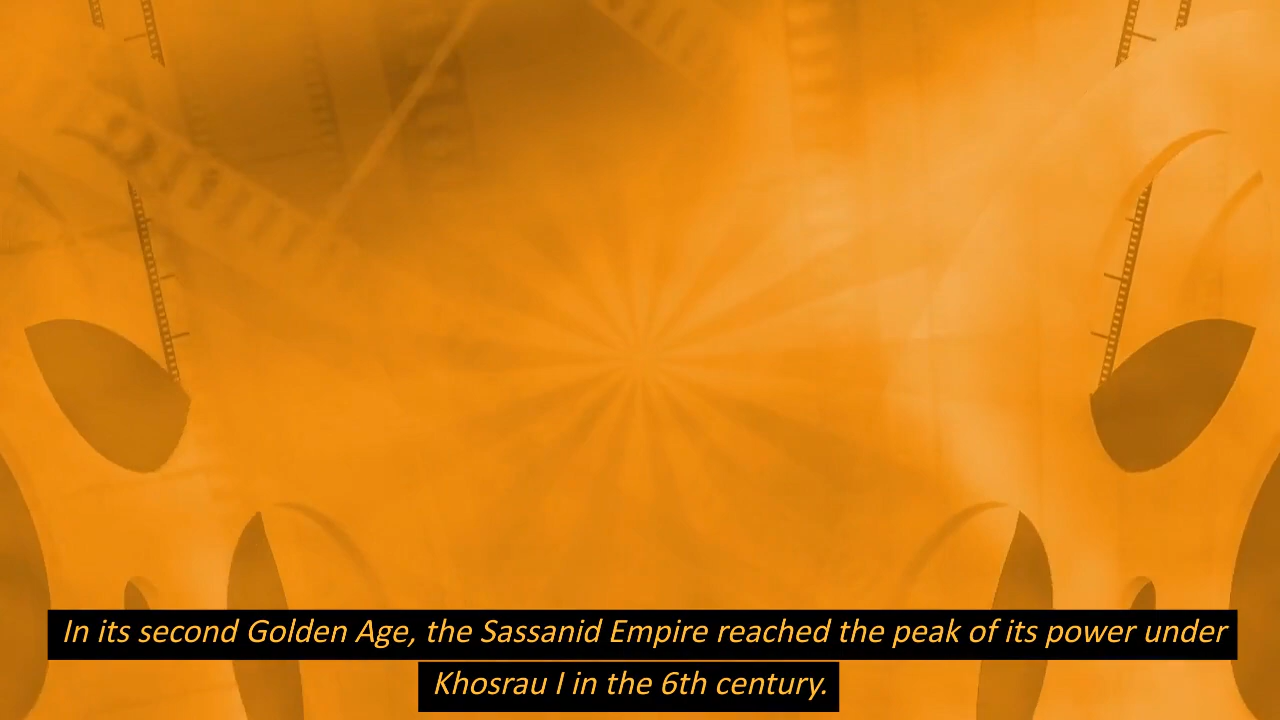 In its second Golden Age, the Sassanid Empire reached the peak of its power under
Khosrau I in the 6th century.